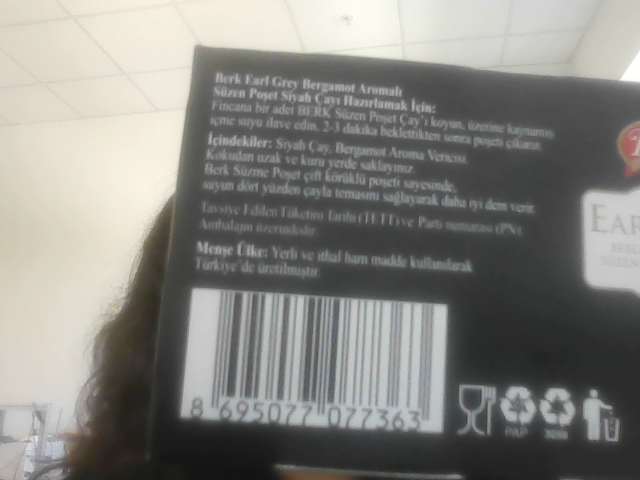 Berk Earl Grey Bergamot Aromalı
Süzen Poşet Siyah Çayı Hazırlamak İçin:
Fincana bir adet BERK Süzen Poşet Çay'ı koyun, üzerine kaynamış
içme suyu ilave edin. 2-3 dakika beklettikten sonra poşeti çıkarın.
İçindekiler: Siyah Çay, Bergamot Aroma Vericisi.
Kokudan uzak ve kuru yerde saklayınız.
Berk Süzme Poşet çift körüklü poşeti sayesinde,
suyun dört yüzden çayla temasını sağlayarak daha iyi dem verir.
Tavsiye Edilen Tüketim Tarihi (TETT) ve Parti numarası (PN)
Ambalajın üzerindedir.
Menşe Ülke: Yerli ve ithal ham madde kullanılarak
Türkiye'de üretilmiştir.
8 695077 077363
PAP
EAR